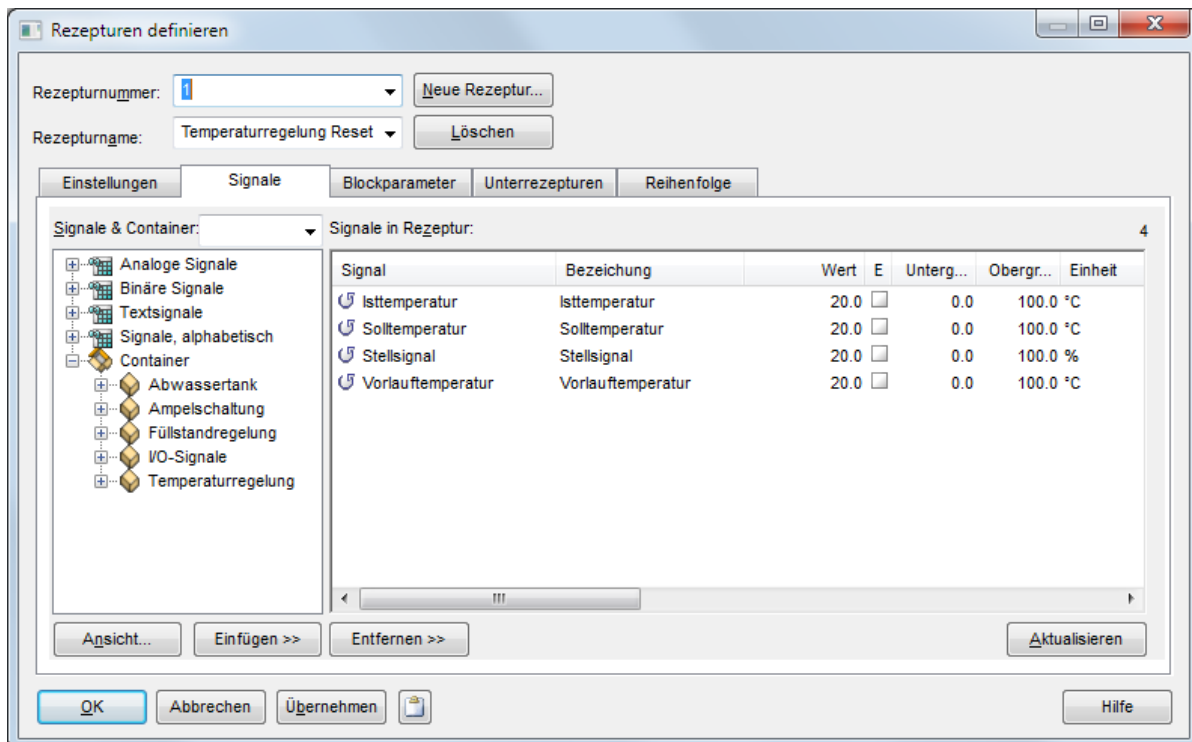 Rezepturen definieren
Rezepturnummer: 1 Neue Rezeptur...
Rezepturname: Temperaturregelung Reset Löschen
Einstellungen Signale Blockparameter Unterrezepturen Reihenfolge
Signale & Container: Signale in Rezeptur: 4
Analoge Signale
Binäre Signale
Textsignale
Signale, alphabetisch
Container
Abwassertank
Ampelschaltung
Füllstandregelung
I/O-Signale
Temperaturregelung
Signal Bezeichung Wert E Unterg... Obergr... Einheit
Isttemperatur Isttemperatur 20.0 0.0 100.0 °C
Solltemperatur Solltemperatur 20.0 0.0 100.0 °C
Stellsignal Stellsignal 20.0 0.0 100.0 %
Vorlauftemperatur Vorlauftemperatur 20.0 0.0 100.0 °C
Ansicht... Einfügen >> Entfernen >> Aktualisieren
OK Abbrechen Übernehmen Hilfe